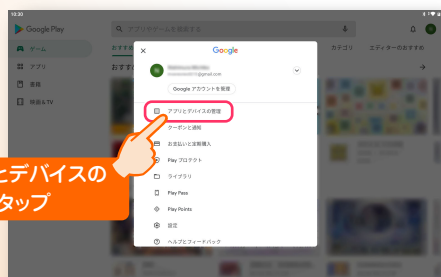 10:30
Google Play
アプリやゲームを検索する
ゲーム
アプリ
書籍
映画&TV
おすすめ
カテゴリ
エディターのおすすめ
おすす
Google
@gmail.com
Google アカウントを管理
アプリとデバイスの管理
クーポンと通知
お支払いと定期購入
Play プロテクト
ライブラリ
Play Pass
Play Points
設定
ヘルプとフィードバック
とデバイスの
タップ